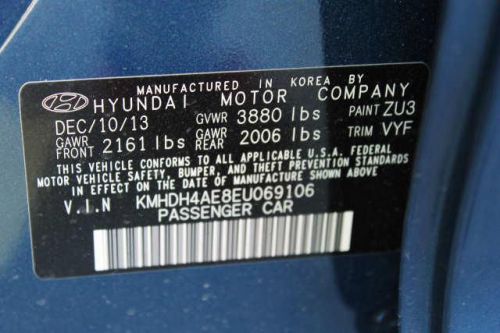 MANUFACTURED IN KOREA BY
HYUNDAI MOTOR COMPANY
DEC/10/13 GVWR 3880 lbs PAINT ZU3
GAWR FRONT 2161 lbs GAWR REAR 2006 lbs TRIM VYF
THIS VEHICLE CONFORMS TO ALL APPLICABLE U.S.A FEDERAL
MOTOR VEHICLE SAFETY, BUMPER, AND THEFT PREVENTION STANDARDS
IN EFFECT ON THE DATE OF MANUFACTURE SHOWN ABOVE.
V.I.N KMHDH4AE8EU069106
PASSENGER CAR